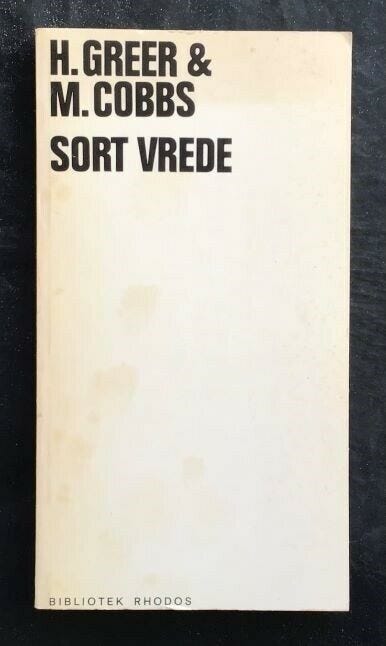 H. GREER &
M. COBBS
SORT VREDE
BIBLIOTEK RHODOS